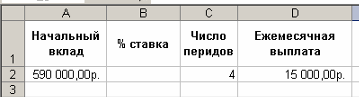 A B C D
1 Начальный вклад % ставка Число перидов Ежемесячная выплата
2 590 000,00р. 4 15 000,00р.
3